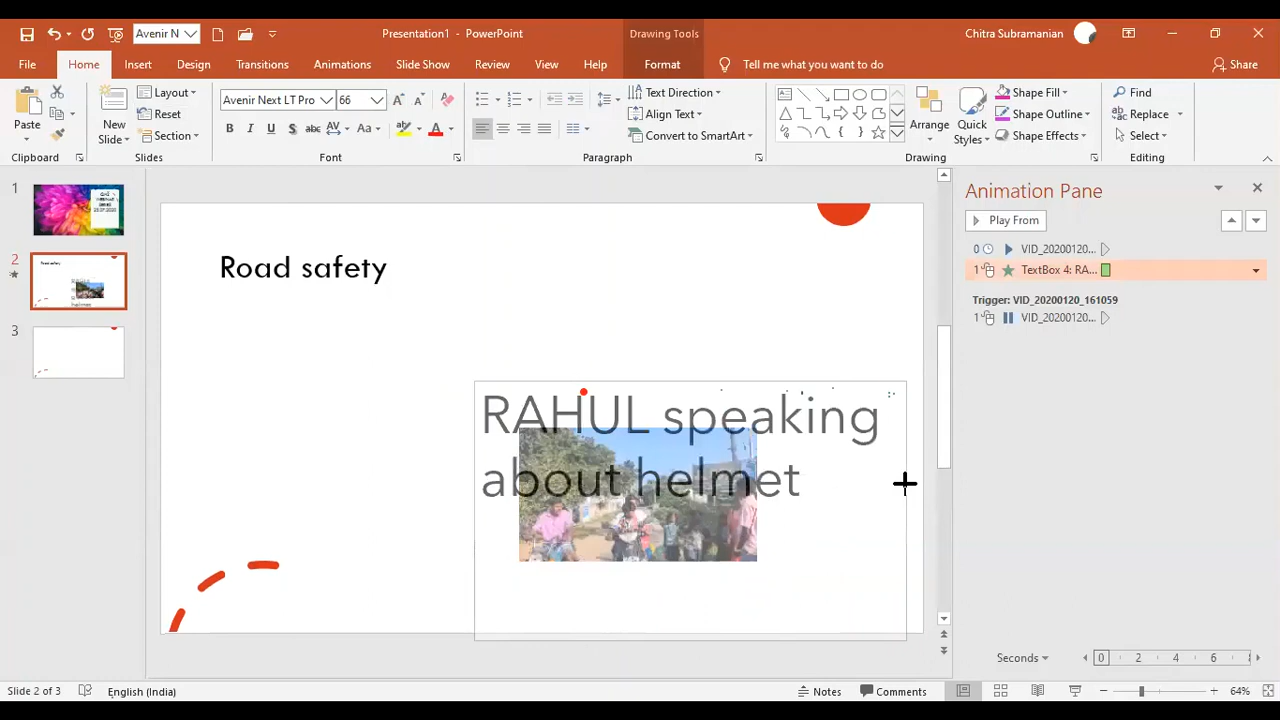 Avenir N
Presentation1 - PowerPoint
Drawing Tools
Chitra Subramanian
File
Home
Insert
Design
Transitions
Animations
Slide Show
Review
View
Help
Format
Tell me what you want to do
Share
Paste
Clipboard
New
Slide
Layout
Reset
Section
Slides
Avenir Next LT Pro
66
B I U S abc AV Aa A
Font
Text Direction
Align Text
Convert to SmartArt
Paragraph
Arrange
Quick
Styles
Shape Fill
Shape Outline
Shape Effects
Drawing
Find
Replace
Select
Editing
1
2
3
Road safety
RAHUL speaking
about helmet
Animation Pane
Play From
0 VID_20200120...
1 TextBox 4: RA...
Trigger: VID_20200120_161059
1 VID_20200120...
Seconds
0 2 4 6
Slide 2 of 3
English (India)
Notes
Comments
64%